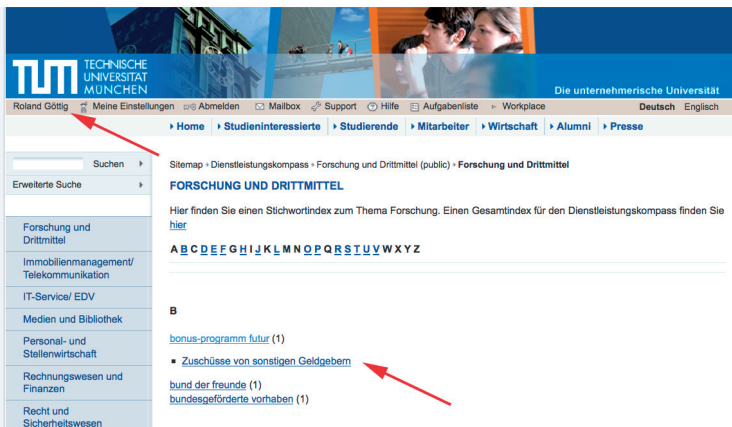 TUM TECHNISCHE
UNIVERSITÄT
MÜNCHEN
Die unternehmerische Universität
Roland Göttig Meine Einstellungen Abmelden Mailbox Support Hilfe Aufgabenliste Workplace Deutsch Englisch
Home Studieninteressierte Studierende Mitarbeiter Wirtschaft Alumni Presse
Suchen
Erweiterte Suche
Forschung und
Drittmittel
Immobilienmanagement/
Telekommunikation
IT-Service/ EDV
Medien und Bibliothek
Personal- und
Stellenwirtschaft
Rechnungswesen und
Finanzen
Recht und
Sicherheitswesen
Sitemap Dienstleistungskompass Forschung und Drittmittel (public) Forschung und Drittmittel
FORSCHUNG UND DRITTMITTEL
Hier finden Sie einen Stichwortindex zum Thema Forschung. Einen Gesamtindex für den Dienstleistungskompass finden Sie
hier
A B C D E F G H I J K L M N O P Q R S T U V W X Y Z
B
bonus-programm futur (1)
Zuschüsse von sonstigen Geldgebern
bund der freunde (1)
bundesgeförderte vorhaben (1)